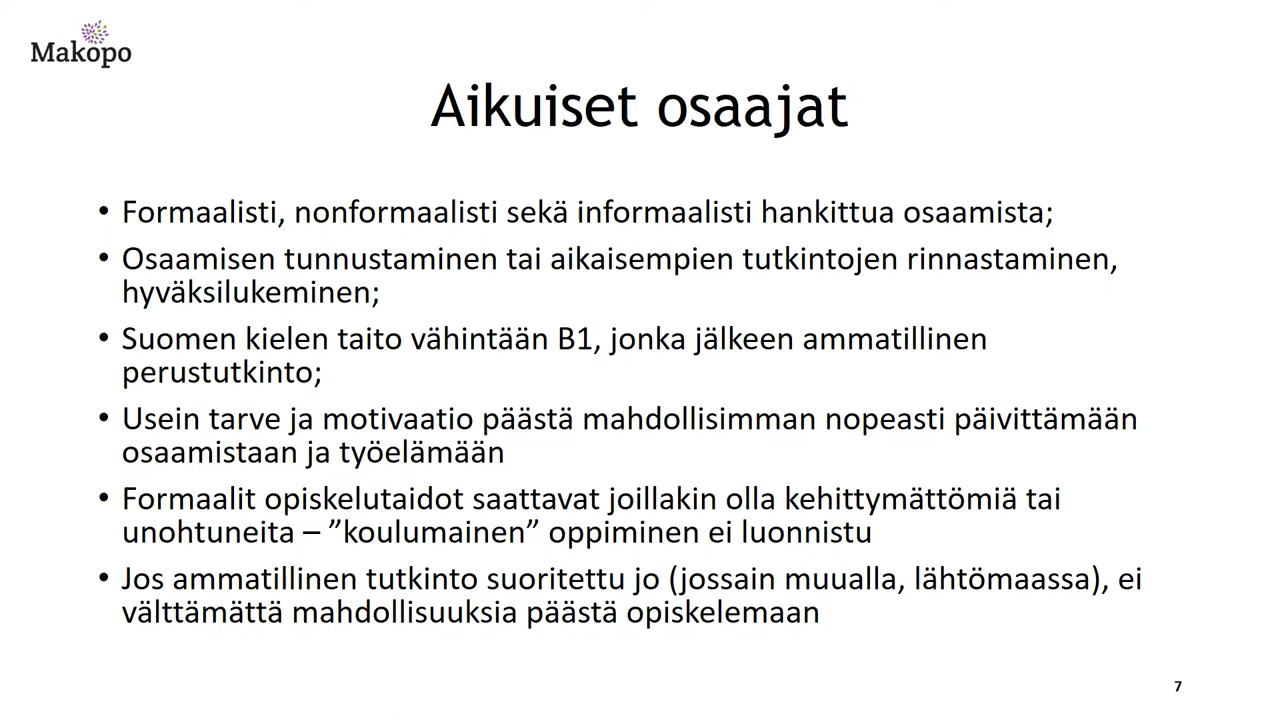 Makopo
Aikuiset osaajat
• Formaalisti, nonformaalisti sekä informaalisti hankittua osaamista;
• Osaamisen tunnustaminen tai aikaisempien tutkintojen rinnastaminen,
hyväksilukeminen;
• Suomen kielen taito vähintään B1, jonka jälkeen ammatillinen
perustutkinto;
• Usein tarve ja motivaatio päästä mahdollisimman nopeasti päivittämään
osaamistaan ja työelämään
• Formaalit opiskelutaidot saattavat joillakin olla kehittymättömiä tai
unohtuneita – ”koulumainen” oppiminen ei luonnistu
• Jos ammatillinen tutkinto suoritettu jo (jossain muualla, lähtömaassa), ei
välttämättä mahdollisuuksia päästä opiskelemaan
7